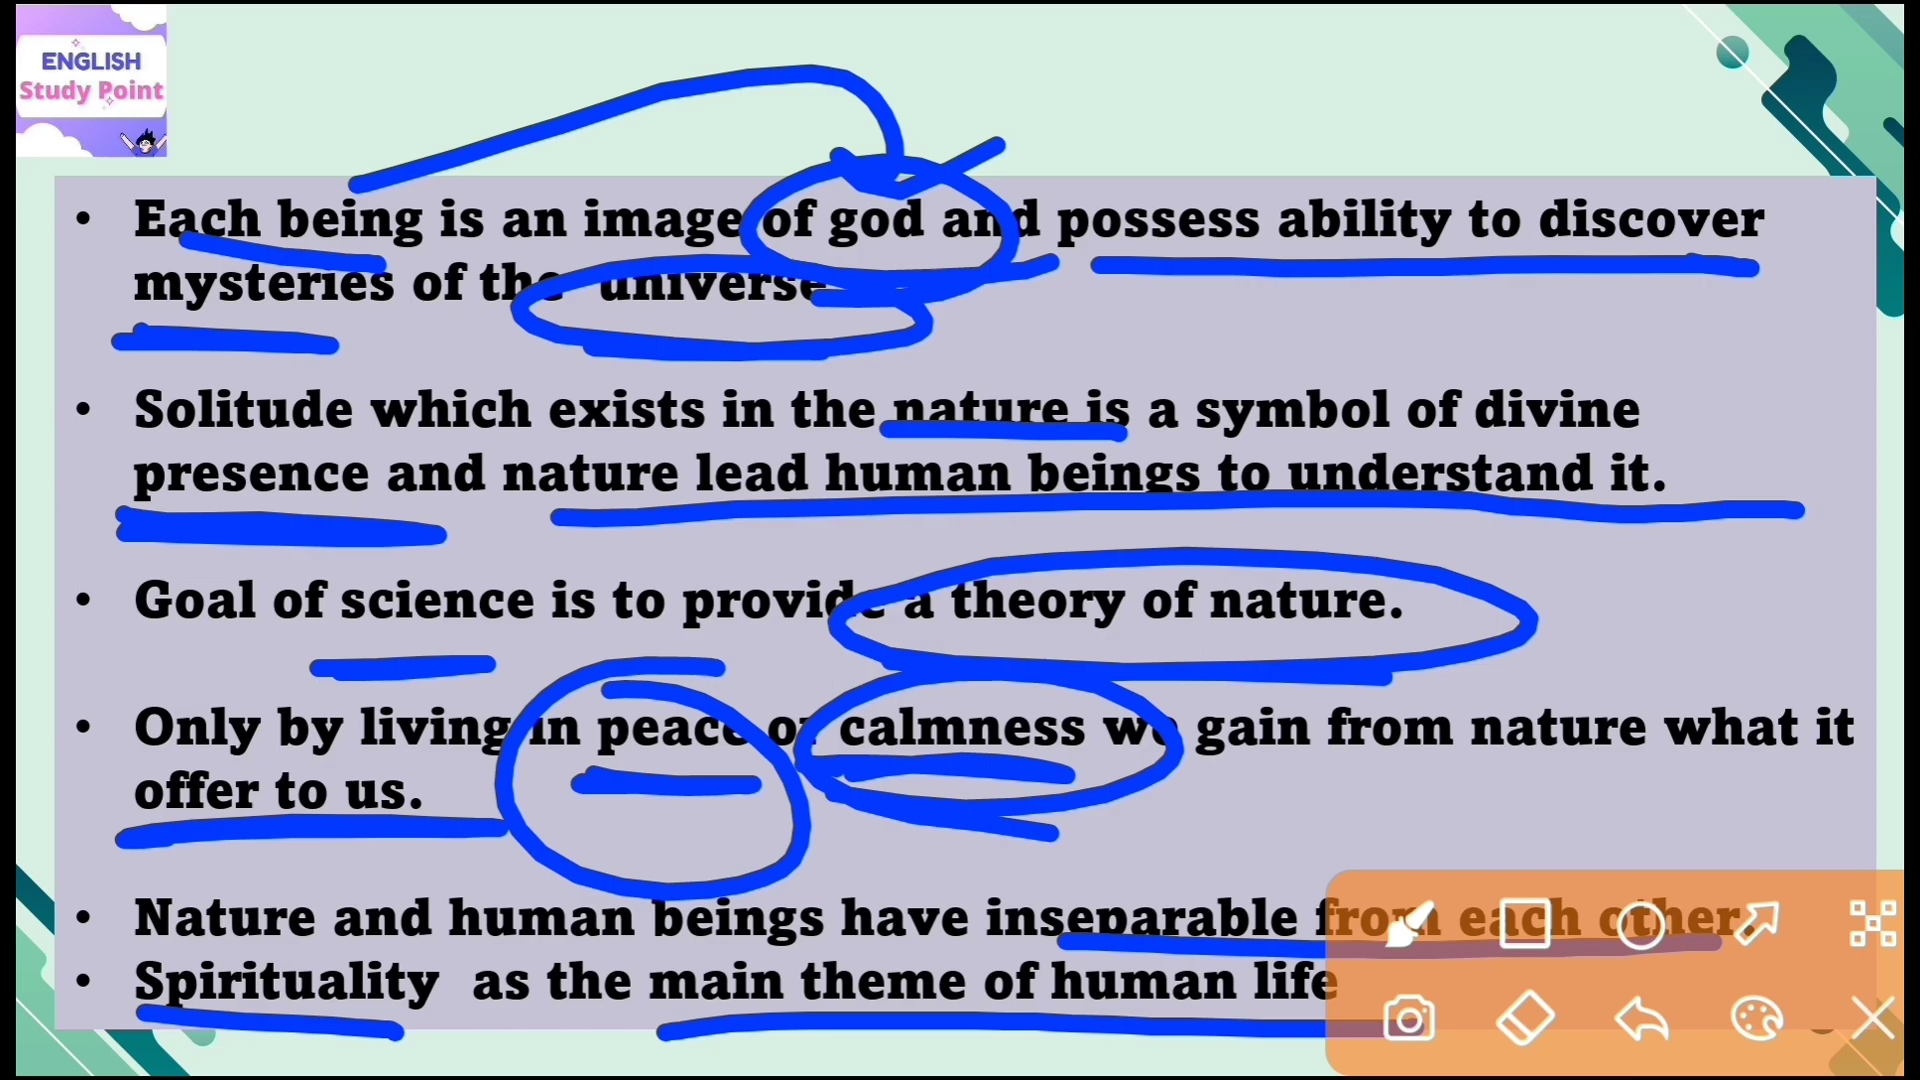 ENGLISH
Study Point
• Each being is an image of god and possess ability to discover
mysteries of the universe
• Solitude which exists in the nature is a symbol of divine
presence and nature lead human beings to understand it.
• Goal of science is to provide a theory of nature.
• Only by living in peace or calmness we gain from nature what it
offer to us.
• Nature and human beings have inseparable from each other.
• Spirituality as the main theme of human life